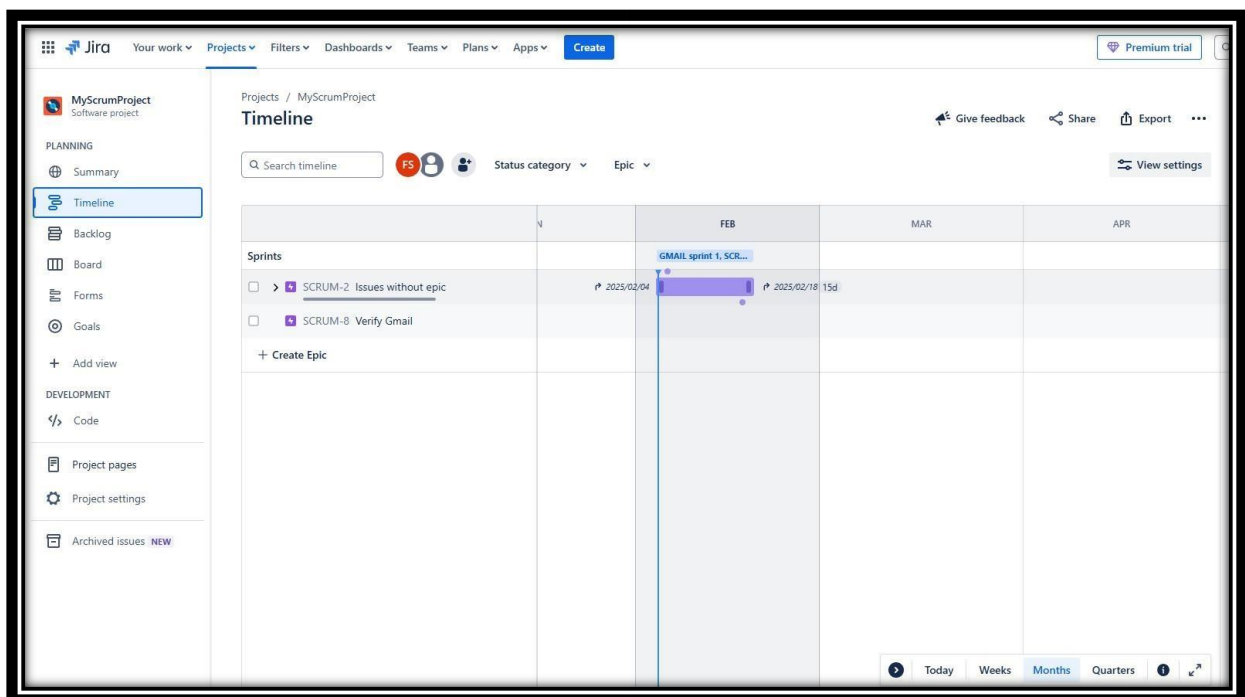 Jira Your work Projects Filters Dashboards Teams Plans Apps Create Premium trial
MyScrumProject
Software project
PLANNING
Summary
Timeline
Backlog
Board
Forms
Goals
Add view
DEVELOPMENT
Code
Project pages
Project settings
Archived issues NEW
Projects / MyScrumProject
Timeline
Give feedback Share Export
Search timeline FS Status category Epic View settings
FEB MAR APR
Sprints GMAIL sprint 1, SCR...
SCRUM-2 Issues without epic 2025/02/04 2025/02/18 15d
SCRUM-8 Verify Gmail
+ Create Epic
Today Weeks Months Quarters